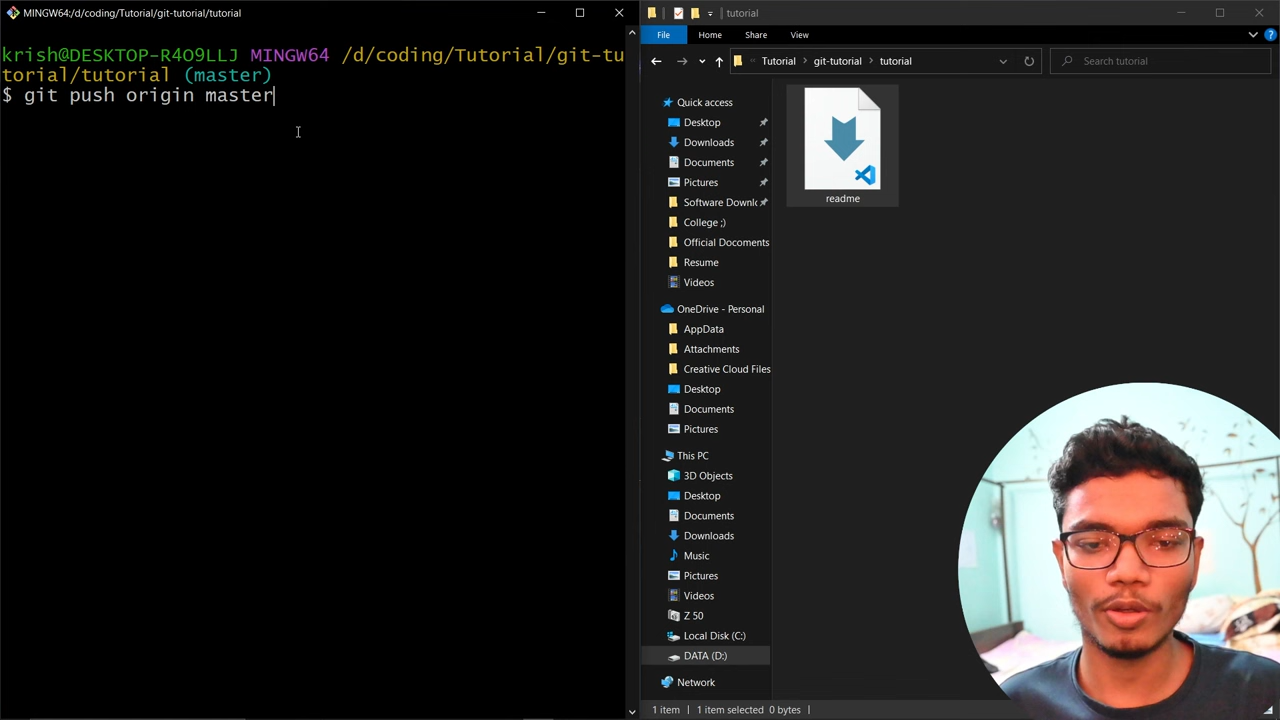 MINGW64:/d/coding/Tutorial/git-tutorial/tutorial
krish@DESKTOP-R4O9LLJ MINGW64 /d/coding/Tutorial/git-tu
torial/tutorial (master)
$ git push origin master
tutorial
File Home Share View
Tutorial git-tutorial tutorial
Search tutorial
Quick access
Desktop
Downloads
Documents
Pictures
Software Downlo
College ;)
Official Docoments
Resume
Videos
OneDrive - Personal
AppData
Attachments
Creative Cloud Files
Desktop
Documents
Pictures
This PC
3D Objects
Desktop
Documents
Downloads
Music
Pictures
Videos
Z 50
Local Disk (C:)
DATA (D:)
Network
readme
1 item 1 item selected 0 bytes